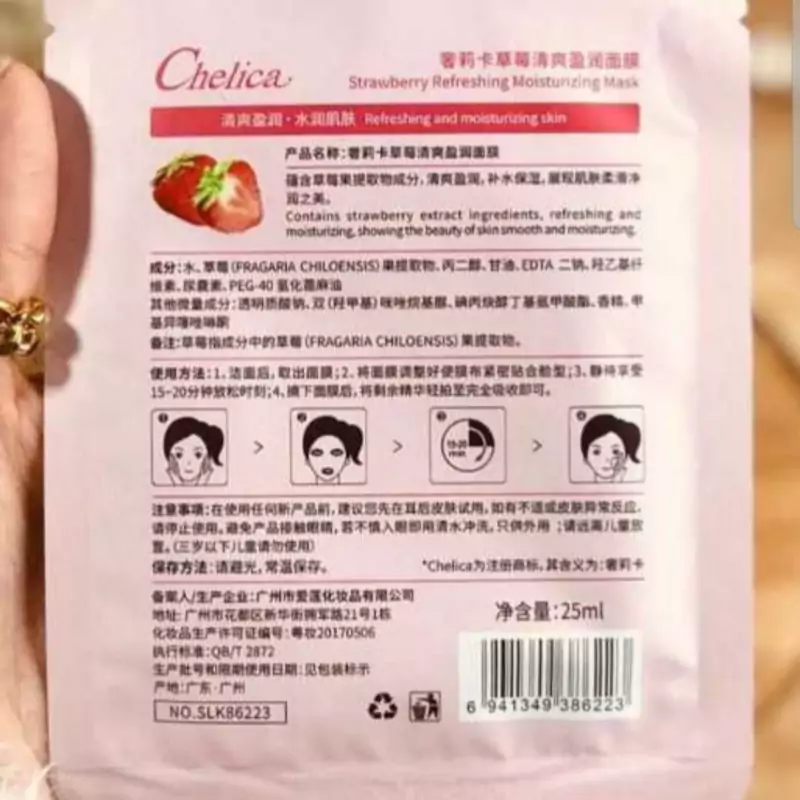 Chelica
奢莉卡草莓清爽盈润面膜
Strawberry Refreshing Moisturizing Mask
清爽盈润·水润肌肤 Refreshing and moisturizing skin
产品名称:奢莉卡草莓清爽盈润面膜
蕴含草莓果提取物成分,清爽盈润,补水保湿,展现肌肤柔滑净
润之美。
Contains strawberry extract ingredients, refreshing and
moisturizing, showing the beauty of skin smooth and moisturizing.
成分:水、草莓(FRAGARIA CHILOENSIS)果提取物、丙二醇、甘油、EDTA 二钠、羟乙基纤
维素、尿囊素、PEG-40 氢化蓖麻油
其他微量成分:透明质酸钠、双(羟甲基)咪唑烷基脲、碘丙炔醇丁基氨甲酸酯、香精、甲
基异噻唑啉酮
备注:草莓指成分中的草莓(FRAGARIA CHILOENSIS)果提取物。
使用方法:1、洁面后,取出面膜;2、将面膜调整好使膜布紧密贴合脸型;3、静待享受
15-20分钟放松时刻;4、摘下面膜后,将剩余精华轻拍至完全吸收即可。
1
2
3
4
15-20
min
注意事项:在使用任何新产品前,建议您先在耳后皮肤试用,如有不适或皮肤异常反应,
请停止使用。避免产品接触眼睛,若不慎入眼即用清水冲洗,只供外用;请远离儿童放
置。(三岁以下儿童请勿使用)
保存方法:请避光,常温保存。
*Chelica为注册商标,其含义为:奢莉卡
备案人/生产企业:广州市爱莲化妆品有限公司
地址:广州市花都区新华街拥军路21号1栋
化妆品生产许可证编号:粤妆20170506
执行标准:QB/T 2872
生产批号和限期使用日期:见包装标示
产地:广东·广州
NO.SLK86223
净含量:25ml
6 941349 386223